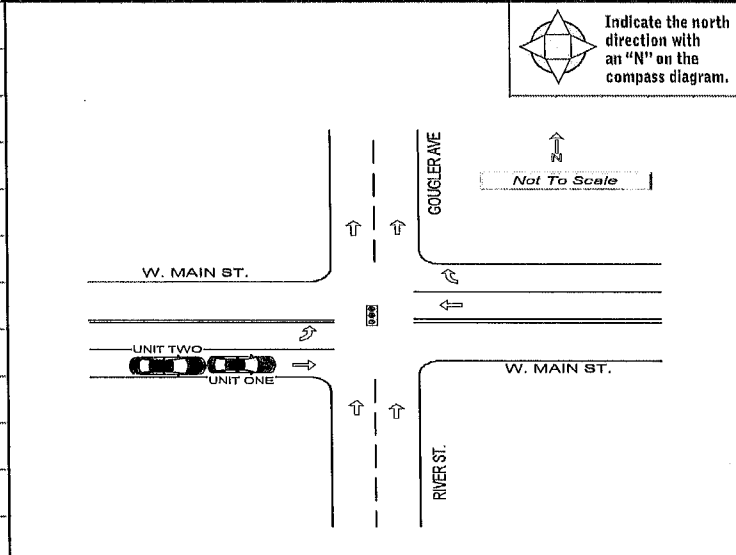 Indicate the north
direction with
an "N" on the
compass diagram.
N
Not To Scale
GOUGLER AVE
W. MAIN ST.
UNIT TWO
UNIT ONE
W. MAIN ST.
RIVER ST.